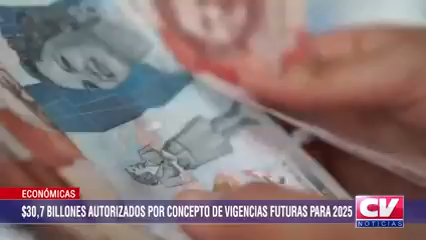 ECONÓMICAS
$30,7 BILLONES AUTORIZADOS POR CONCEPTO DE VIGENCIAS FUTURAS PARA 2025
CV
NOTICIAS